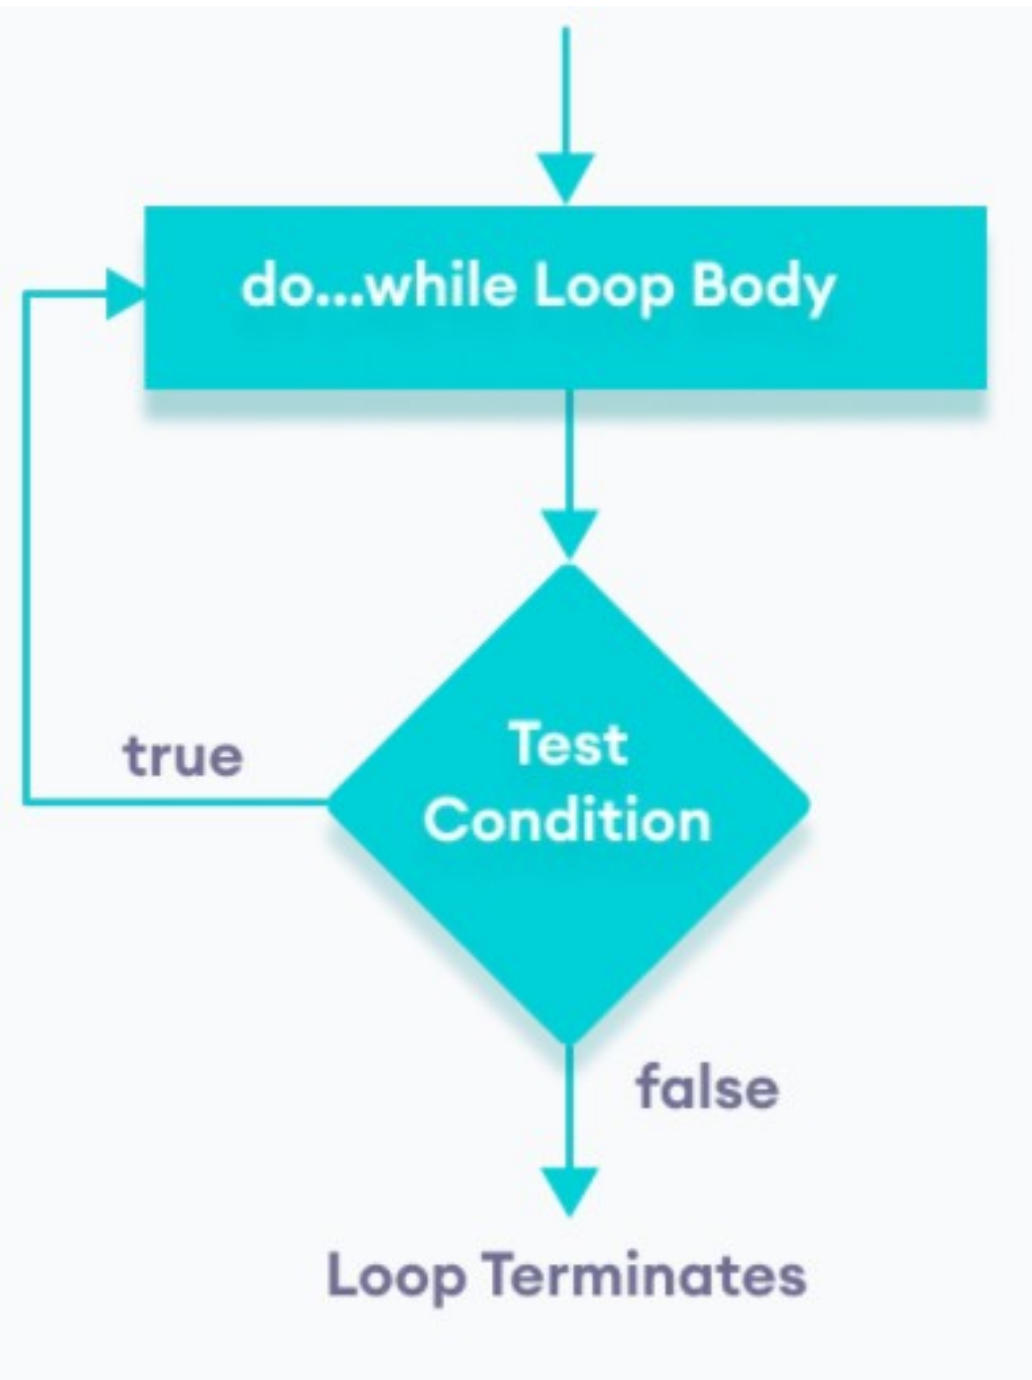 do...while Loop Body
Test
Condition
true
false
Loop Terminates